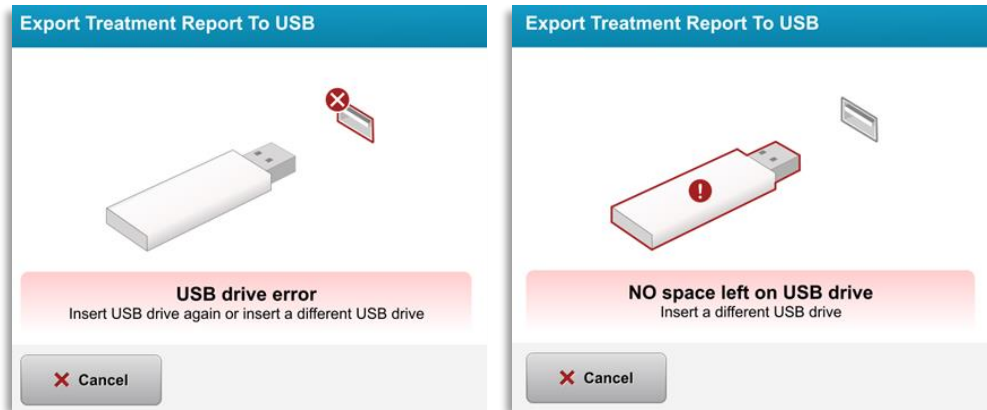 Export Treatment Report To USB
USB drive error
Insert USB drive again or insert a different USB drive
Cancel
Export Treatment Report To USB
NO space left on USB drive
Insert a different USB drive
Cancel